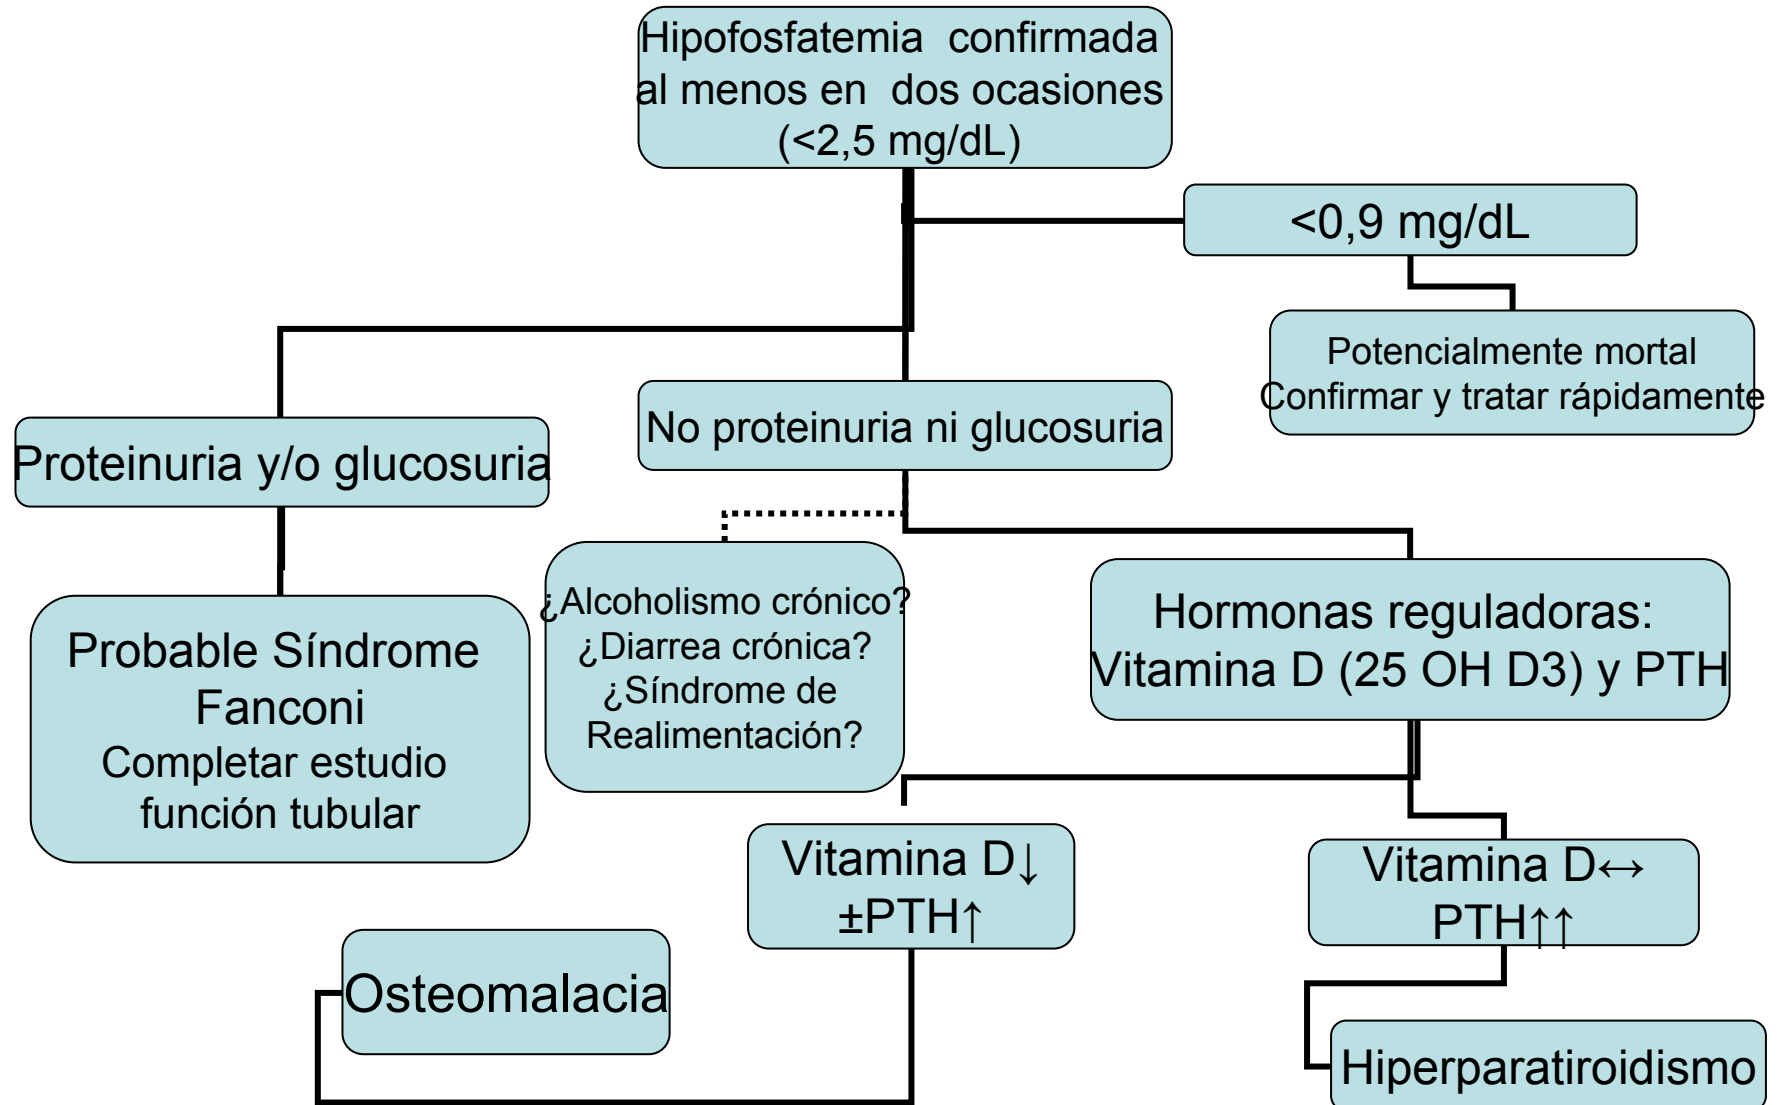 Hipofosfatemia confirmada
al menos en dos ocasiones
(<2,5 mg/dL)
<0,9 mg/dL
Potencialmente mortal
Confirmar y tratar rápidamente
No proteinuria ni glucosuria
Proteinuria y/o glucosuria
Probable Síndrome
Fanconi
Completar estudio
función tubular
¿Alcoholismo crónico?
¿Diarrea crónica?
¿Síndrome de
Realimentación?
Hormonas reguladoras:
Vitamina D (25 OH D3) y PTH
Vitamina D↓
±PTH↑
Vitamina D↔
PTH↑↑
Osteomalacia
Hiperparatiroidismo